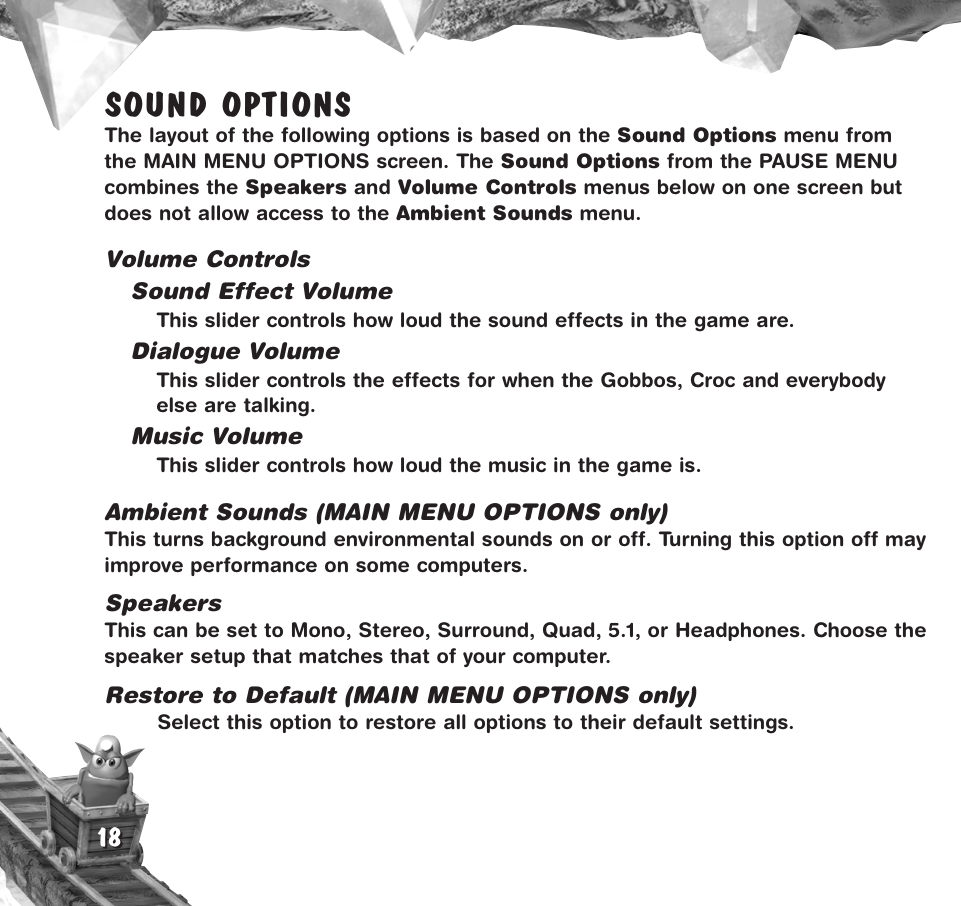 SOUND OPTIONS
The layout of the following options is based on the Sound Options menu from
the MAIN MENU OPTIONS screen. The Sound Options from the PAUSE MENU
combines the Speakers and Volume Controls menus below on one screen but
does not allow access to the Ambient Sounds menu.
Volume Controls
Sound Effect Volume
This slider controls how loud the sound effects in the game are.
Dialogue Volume
This slider controls the effects for when the Gobbos, Croc and everybody
else are talking.
Music Volume
This slider controls how loud the music in the game is.
Ambient Sounds (MAIN MENU OPTIONS only)
This turns background environmental sounds on or off. Turning this option off may
improve performance on some computers.
Speakers
This can be set to Mono, Stereo, Surround, Quad, 5.1, or Headphones. Choose the
speaker setup that matches that of your computer.
Restore to Default (MAIN MENU OPTIONS only)
Select this option to restore all options to their default settings.
18